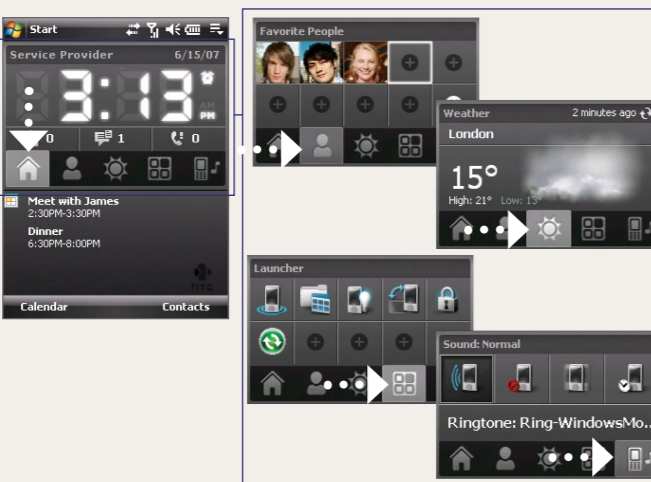 Start
Service Provider 6/15/07
3:13
AM
PM
0 1 0
Meet with James
2:30PM-3:30PM
Dinner
6:30PM-8:00PM
hTC
Calendar Contacts
Favorite People
Weather 2 minutes ago
London
15°
High: 21° Low: 13°
Launcher
Sound: Normal
Ringtone: Ring-WindowsMo...